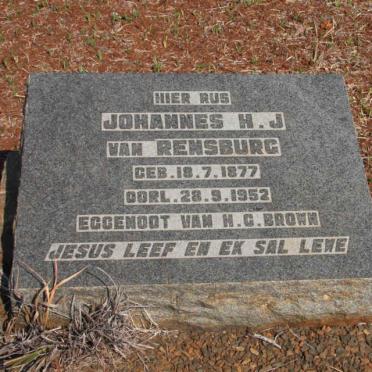 HIER RUS
JOHANNES H.J
VAN RENSBURG
GEB. 18.7.1877
OORL. 28.9.1952
EGGENOOT VAN H.C. BROWN
JESUS LEEF EN EK SAL LEWE